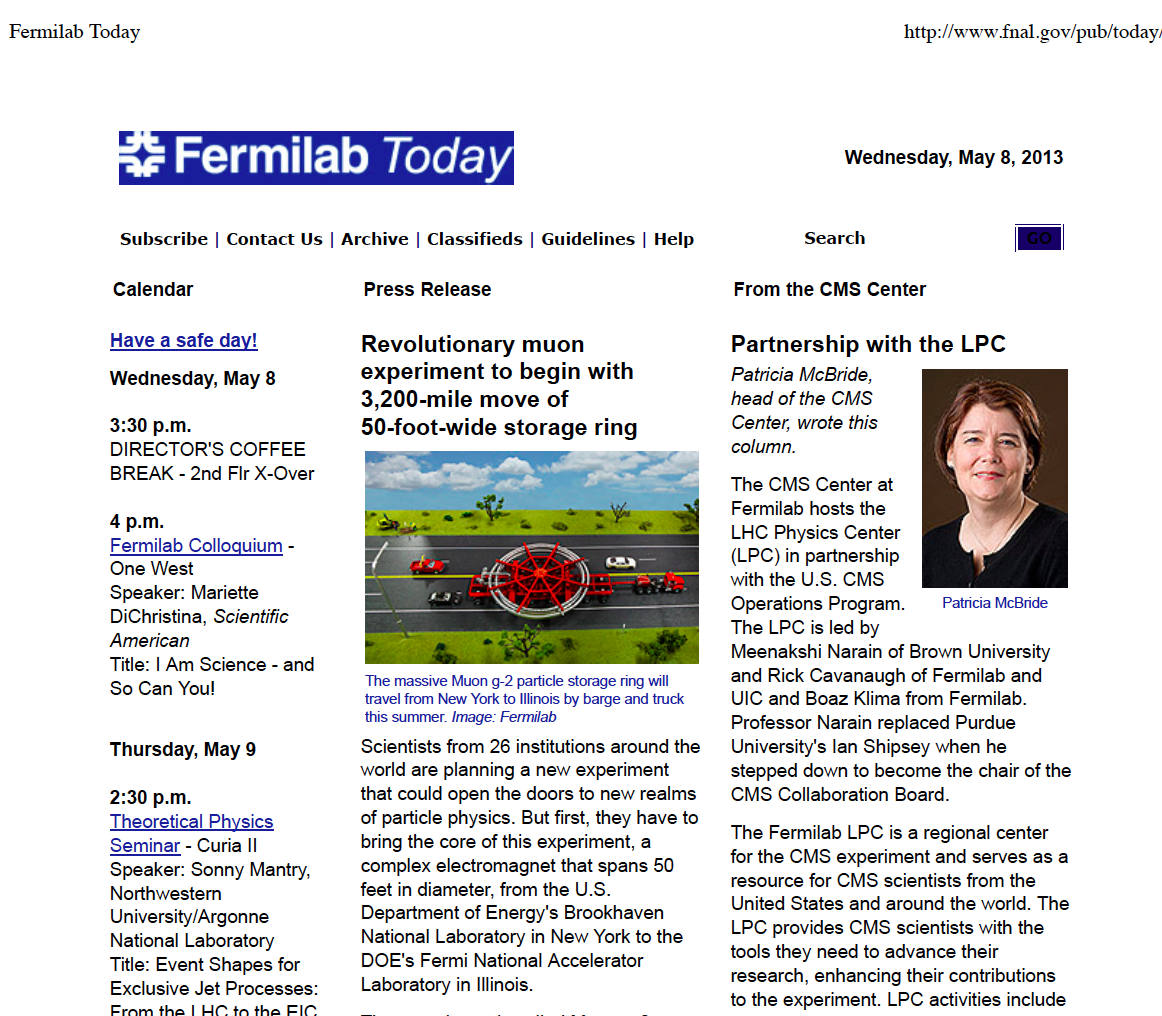 Fermilab Today
http://www.fnal.gov/pub/today/
Fermilab Today
Wednesday, May 8, 2013
Subscribe | Contact Us | Archive | Classifieds | Guidelines | Help
Search
GO
Calendar
Have a safe day!
Wednesday, May 8
3:30 p.m.
DIRECTOR'S COFFEE
BREAK - 2nd Flr X-Over
4 p.m.
Fermilab Colloquium -
One West
Speaker: Mariette
DiChristina, Scientific
American
Title: I Am Science - and
So Can You!
Thursday, May 9
2:30 p.m.
Theoretical Physics
Seminar - Curia II
Speaker: Sonny Mantry,
Northwestern
University/Argonne
National Laboratory
Title: Event Shapes for
Exclusive Jet Processes:
From the LHC to the EIC
Press Release
Revolutionary muon
experiment to begin with
3,200-mile move of
50-foot-wide storage ring
The massive Muon g-2 particle storage ring will
travel from New York to Illinois by barge and truck
this summer. Image: Fermilab
Scientists from 26 institutions around the
world are planning a new experiment
that could open the doors to new realms
of particle physics. But first, they have to
bring the core of this experiment, a
complex electromagnet that spans 50
feet in diameter, from the U.S.
Department of Energy's Brookhaven
National Laboratory in New York to the
DOE's Fermi National Accelerator
Laboratory in Illinois.
From the CMS Center
Partnership with the LPC
Patricia McBride,
head of the CMS
Center, wrote this
column.
The CMS Center at
Fermilab hosts the
LHC Physics Center
(LPC) in partnership
with the U.S. CMS
Operations Program.
The LPC is led by
Patricia McBride
Meenakshi Narain of Brown University
and Rick Cavanaugh of Fermilab and
UIC and Boaz Klima from Fermilab.
Professor Narain replaced Purdue
University's Ian Shipsey when he
stepped down to become the chair of the
CMS Collaboration Board.
The Fermilab LPC is a regional center
for the CMS experiment and serves as a
resource for CMS scientists from the
United States and around the world. The
LPC provides CMS scientists with the
tools they need to advance their
research, enhancing their contributions
to the experiment. LPC activities include